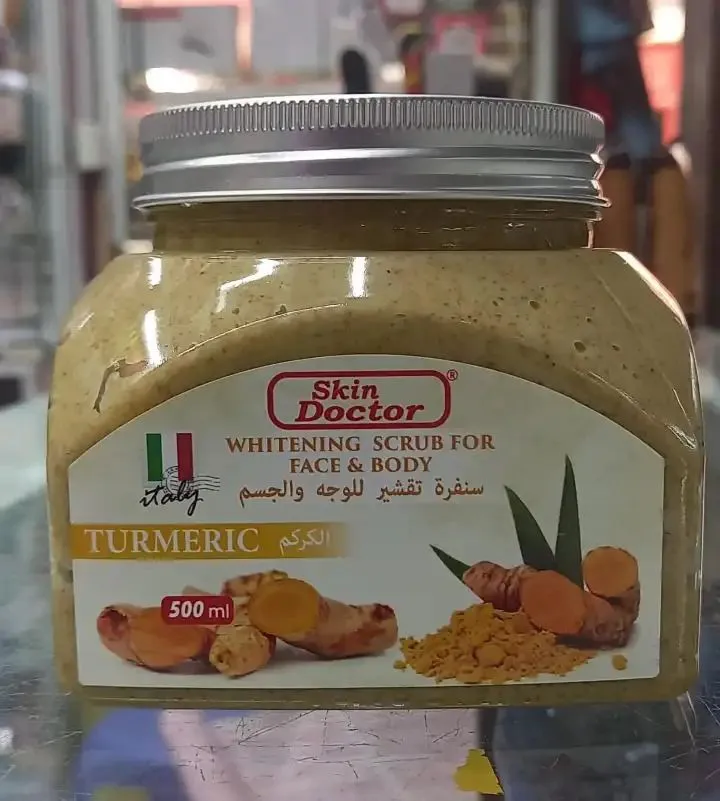 Skin
Doctor®
WHITENING SCRUB FOR
FACE & BODY
سنفرة تقشير للوجه والجسم
italy
TURMERIC الكركم
500 ml